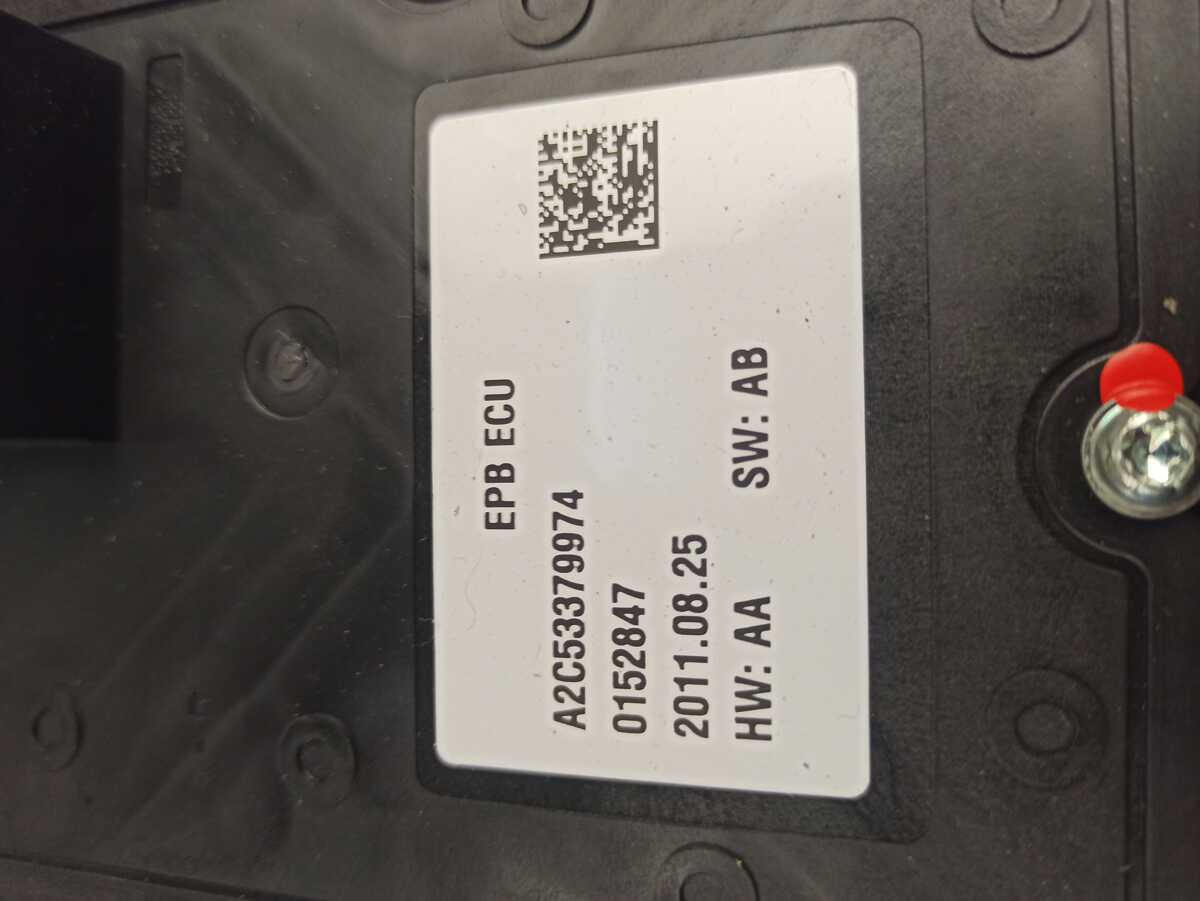 EPB ECU
A2C53379974
0152847
2011.08.25
HW: AA SW: AB